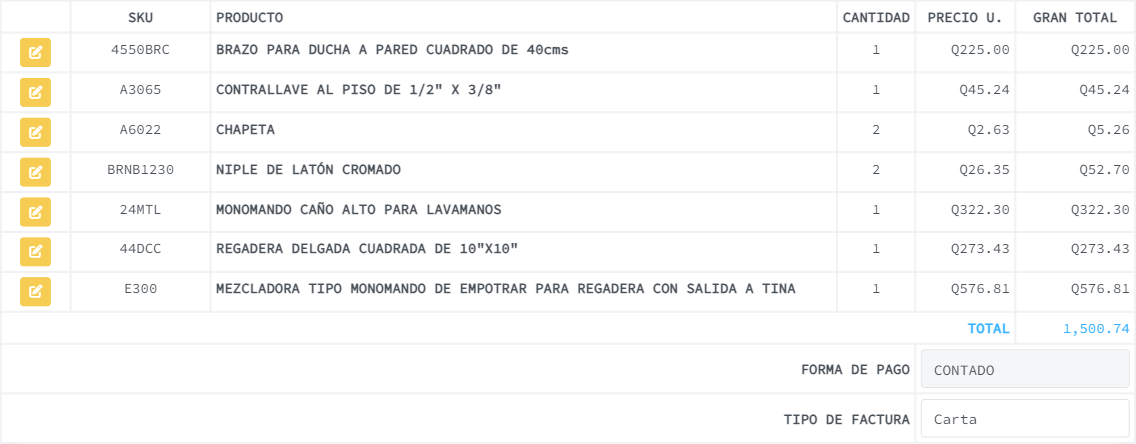 SKU PRODUCTO CANTIDAD PRECIO U. GRAN TOTAL
4550BRC BRAZO PARA DUCHA A PARED CUADRADO DE 40cms 1 Q225.00 Q225.00
A3065 CONTRALLAVE AL PISO DE 1/2" X 3/8" 1 Q45.24 Q45.24
A6022 CHAPETA 2 Q2.63 Q5.26
BRNB1230 NIPLE DE LATÓN CROMADO 2 Q26.35 Q52.70
24MTL MONOMANDO CAÑO ALTO PARA LAVAMANOS 1 Q322.30 Q322.30
44DCC REGADERA DELGADA CUADRADA DE 10"X10" 1 Q273.43 Q273.43
E300 MEZCLADORA TIPO MONOMANDO DE EMPOTRAR PARA REGADERA CON SALIDA A TINA 1 Q576.81 Q576.81
TOTAL 1,500.74
FORMA DE PAGO CONTADO
TIPO DE FACTURA Carta